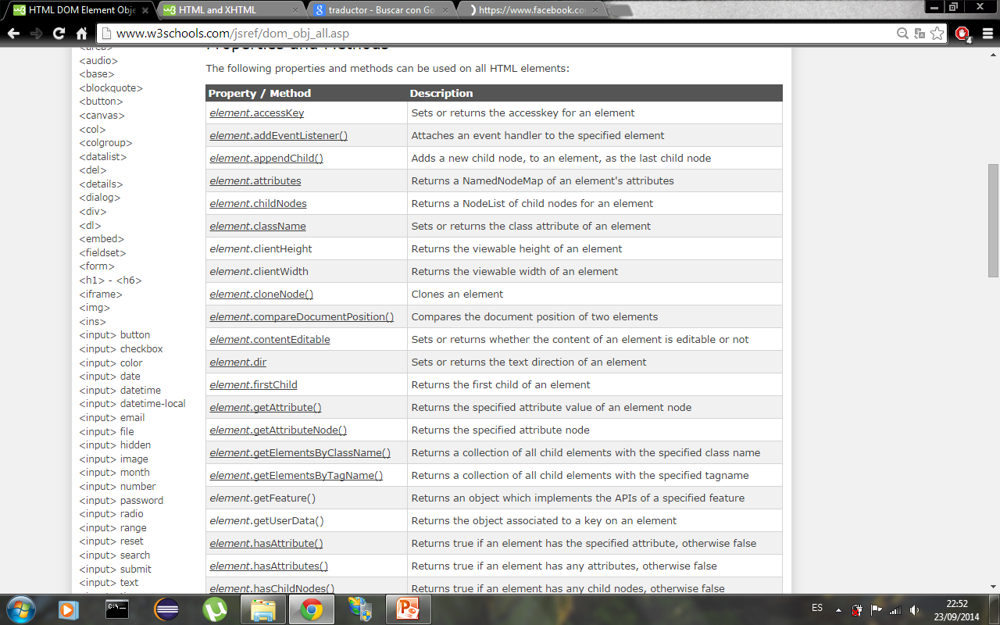 HTML DOM Element Obje
HTML and XHTML
traductor - Buscar con Go
https://www.facebook.co
www.w3schools.com/jsref/dom_obj_all.asp
4
<area>
<audio>
<base>
<blockquote>
<button>
<canvas>
<col>
<colgroup>
<datalist>
<del>
<details>
<dialog>
<div>
<dl>
<embed>
<fieldset>
<form>
<h1> - <h6>
<iframe>
<img>
<ins>
<input> button
<input> checkbox
<input> color
<input> date
<input> datetime
<input> datetime-local
<input> email
<input> file
<input> hidden
<input> image
<input> month
<input> number
<input> password
<input> radio
<input> range
<input> reset
<input> search
<input> submit
<input> text
Properties and Methods
The following properties and methods can be used on all HTML elements:
Property / Method Description
element.accessKey Sets or returns the accesskey for an element
element.addEventListener() Attaches an event handler to the specified element
element.appendChild() Adds a new child node, to an element, as the last child node
element.attributes Returns a NamedNodeMap of an element's attributes
element.childNodes Returns a NodeList of child nodes for an element
element.className Sets or returns the class attribute of an element
element.clientHeight Returns the viewable height of an element
element.clientWidth Returns the viewable width of an element
element.cloneNode() Clones an element
element.compareDocumentPosition() Compares the document position of two elements
element.contentEditable Sets or returns whether the content of an element is editable or not
element.dir Sets or returns the text direction of an element
element.firstChild Returns the first child of an element
element.getAttribute() Returns the specified attribute value of an element node
element.getAttributeNode() Returns the specified attribute node
element.getElementsByClassName() Returns a collection of all child elements with the specified class name
element.getElementsByTagName() Returns a collection of all child elements with the specified tagname
element.getFeature() Returns an object which implements the APIs of a specified feature
element.getUserData() Returns the object associated to a key on an element
element.hasAttribute() Returns true if an element has the specified attribute, otherwise false
element.hasAttributes() Returns true if an element has any attributes, otherwise false
element.hasChildNodes() Returns true if an element has any child nodes, otherwise false
ES
22:52
23/09/2014